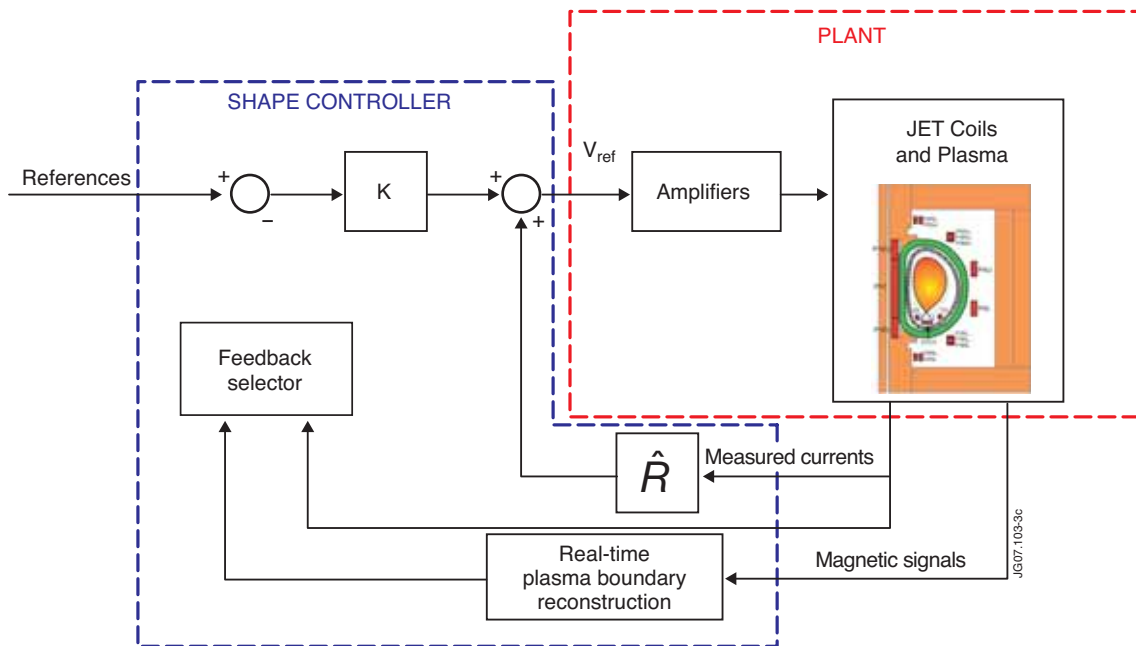 PLANT
SHAPE CONTROLLER
JET Coils
and Plasma
V_ref
References
+
−
K
+
+
Amplifiers
Feedback
selector
R̂
Measured currents
Real-time
plasma boundary
reconstruction
Magnetic signals
JG07.103-3c